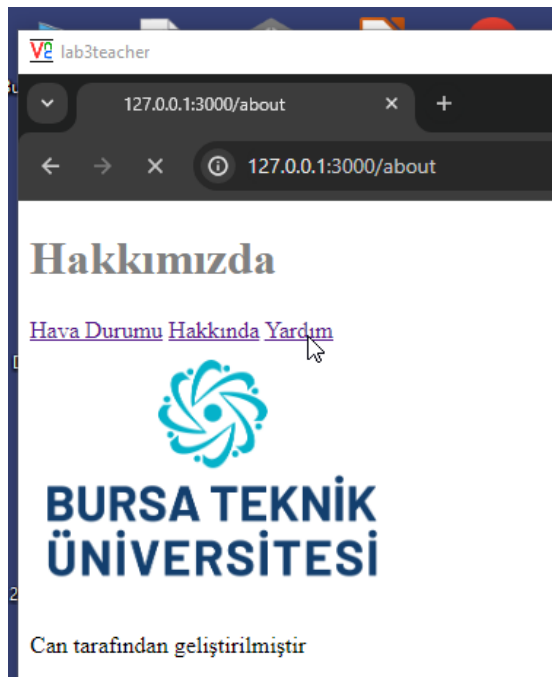 lab3teacher
127.0.0.1:3000/about
127.0.0.1:3000/about
Hakkımızda
Hava Durumu Hakkında Yardım
BURSA TEKNİK
ÜNİVERSİTESİ
Can tarafından geliştirilmiştir